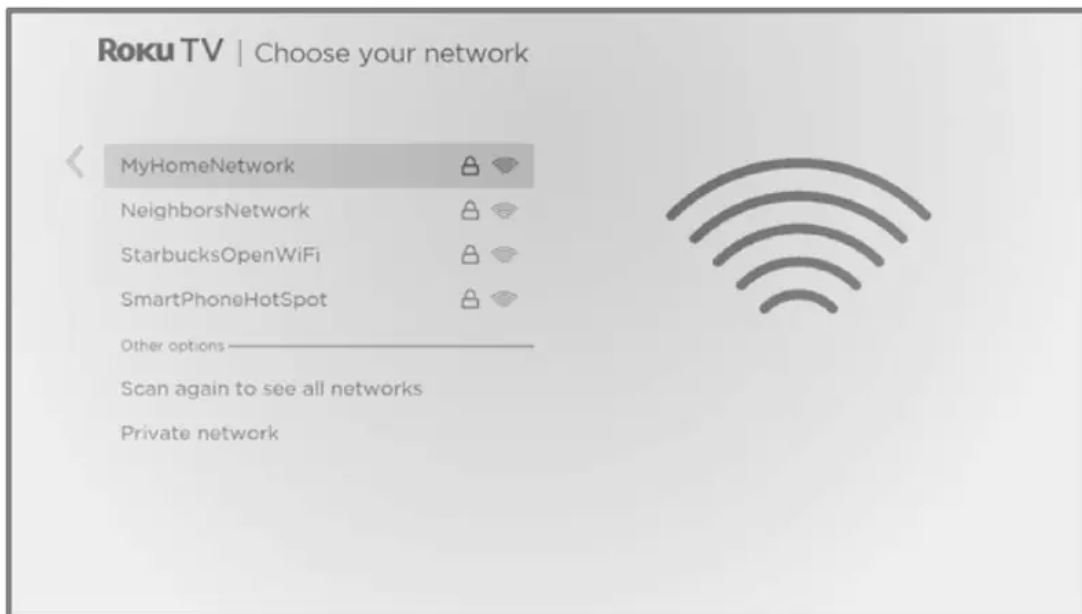 Roku TV | Choose your network
MyHomeNetwork
NeighborsNetwork
StarbucksOpenWiFi
SmartPhoneHotSpot
Other options
Scan again to see all networks
Private network